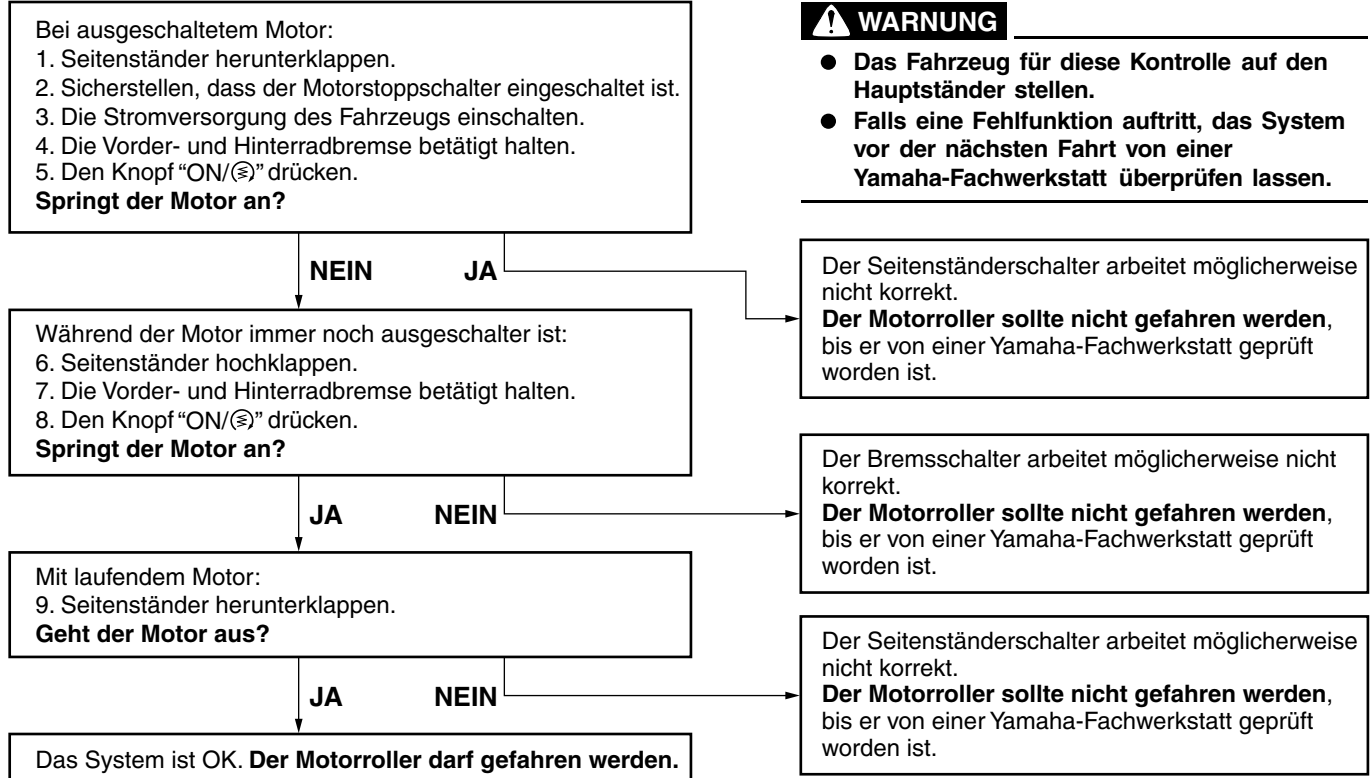 Bei ausgeschaltetem Motor:
1. Seitenständer herunterklappen.
2. Sicherstellen, dass der Motorstoppschalter eingeschaltet ist.
3. Die Stromversorgung des Fahrzeugs einschalten.
4. Die Vorder- und Hinterradbremse betätigt halten.
5. Den Knopf “ON/” drücken.
Springt der Motor an?
WARNUNG
● Das Fahrzeug für diese Kontrolle auf den
Hauptständer stellen.
● Falls eine Fehlfunktion auftritt, das System
vor der nächsten Fahrt von einer
Yamaha-Fachwerkstatt überprüfen lassen.
NEIN JA
Der Seitenständerschalter arbeitet möglicherweise
nicht korrekt.
Der Motorroller sollte nicht gefahren werden,
bis er von einer Yamaha-Fachwerkstatt geprüft
worden ist.
Während der Motor immer noch ausgeschalter ist:
6. Seitenständer hochklappen.
7. Die Vorder- und Hinterradbremse betätigt halten.
8. Den Knopf “ON/” drücken.
Springt der Motor an?
JA NEIN
Der Bremsschalter arbeitet möglicherweise nicht
korrekt.
Der Motorroller sollte nicht gefahren werden,
bis er von einer Yamaha-Fachwerkstatt geprüft
worden ist.
Mit laufendem Motor:
9. Seitenständer herunterklappen.
Geht der Motor aus?
JA NEIN
Der Seitenständerschalter arbeitet möglicherweise
nicht korrekt.
Der Motorroller sollte nicht gefahren werden,
bis er von einer Yamaha-Fachwerkstatt geprüft
worden ist.
Das System ist OK. Der Motorroller darf gefahren werden.